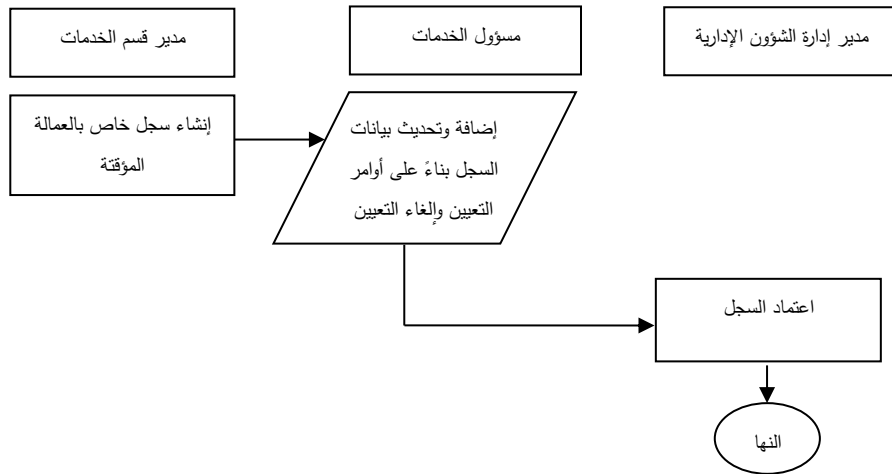 مدير إدارة الشؤون الإدارية
مسؤول الخدمات
مدير قسم الخدمات
إنشاء سجل خاص بالعمالة
المؤقتة
إضافة وتحديث بيانات
السجل بناءً على أوامر
التعيين وإلغاء التعيين
اعتماد السجل
النها